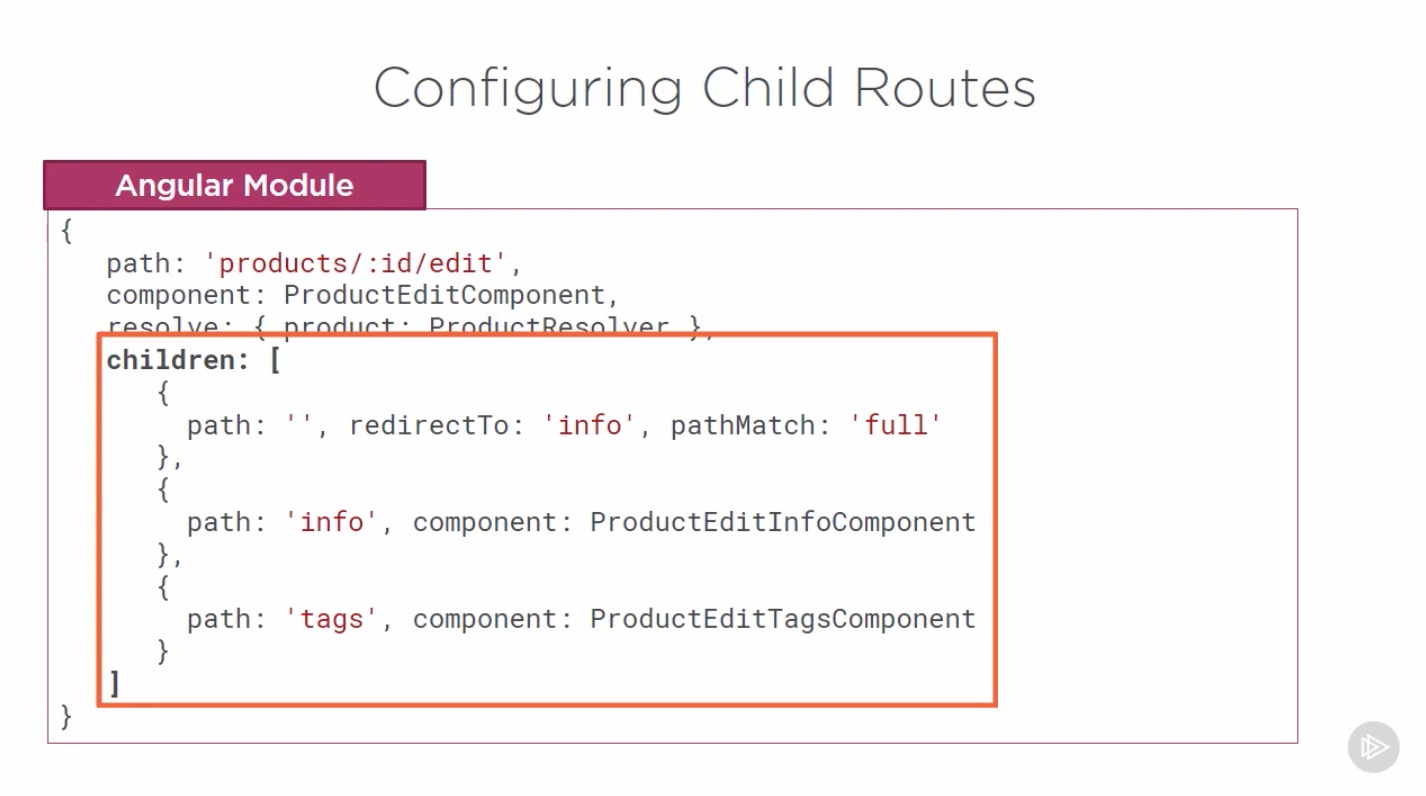 Configuring Child Routes
Angular Module
{
path: 'products/:id/edit',
component: ProductEditComponent,
resolve: { product: ProductResolver },
children: [
{
path: '', redirectTo: 'info', pathMatch: 'full'
},
{
path: 'info', component: ProductEditInfoComponent
},
{
path: 'tags', component: ProductEditTagsComponent
}
]
}